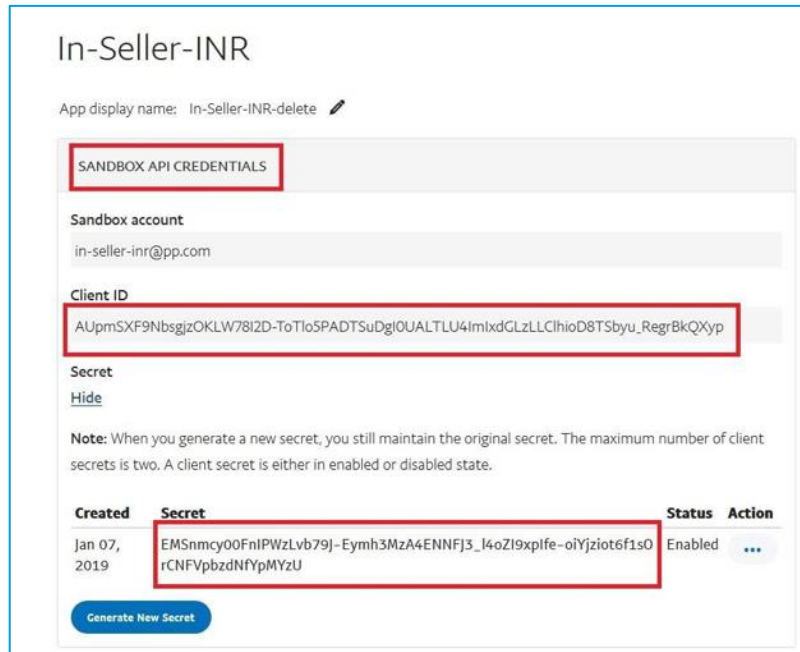 In-Seller-INR
App display name: In-Seller-INR-delete
SANDBOX API CREDENTIALS
Sandbox account
in-seller-inr@pp.com
Client ID
AUpmSXF9NbsgjzOKLW78I2D-ToTlo5PADTSuDgI0UALTLU4ImIxdGLzLLClhioD8TSbyu_RegrBkQXyp
Secret
Hide
Note: When you generate a new secret, you still maintain the original secret. The maximum number of client
secrets is two. A client secret is either in enabled or disabled state.
Created Secret Status Action
Jan 07, EMSnmcy00FnIPWzLvb79J-Eymh3MzA4ENNFJ3_l4oZI9xpIfe-oiYjziot6f1sO Enabled
2019 rCNFVpbzdNfYpMYzU
Generate New Secret